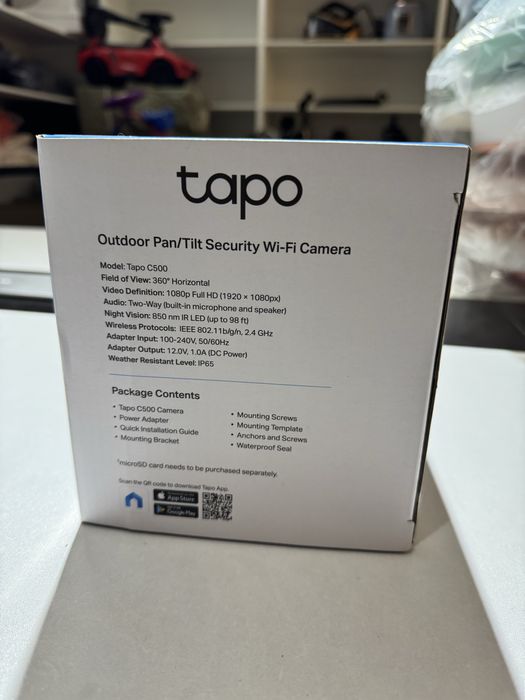 tapo
Outdoor Pan/Tilt Security Wi-Fi Camera
Model: Tapo C500
Field of View: 360° Horizontal
Video Definition: 1080p Full HD (1920 × 1080px)
Audio: Two-Way (built-in microphone and speaker)
Night Vision: 850 nm IR LED (up to 98 ft)
Wireless Protocols: IEEE 802.11b/g/n, 2.4 GHz
Adapter Input: 100-240V, 50/60Hz
Adapter Output: 12.0V, 1.0A (DC Power)
Weather Resistant Level: IP65
Package Contents
• Tapo C500 Camera
• Power Adapter
• Quick Installation Guide
• Mounting Bracket
• Mounting Screws
• Mounting Template
• Anchors and Screws
• Waterproof Seal
*microSD card needs to be purchased separately.
Scan the QR code to download Tapo App.
App Store
Google Play